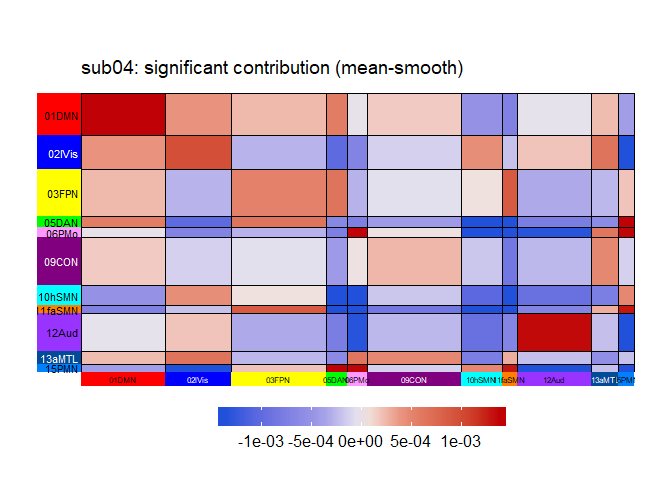 sub04: significant contribution (mean-smooth)
01DMN
02lVis
03FPN
05DAN
06PMo
09CON
10hSMN
11faSMN
12Aud
13aMTL
15PMN
01DMN 02lVis 03FPN 05DAN 06PMo 09CON 10hSMN 11faSMN 12Aud 13aMTL 15PMN
-1e-03 -5e-04 0e+00 5e-04 1e-03